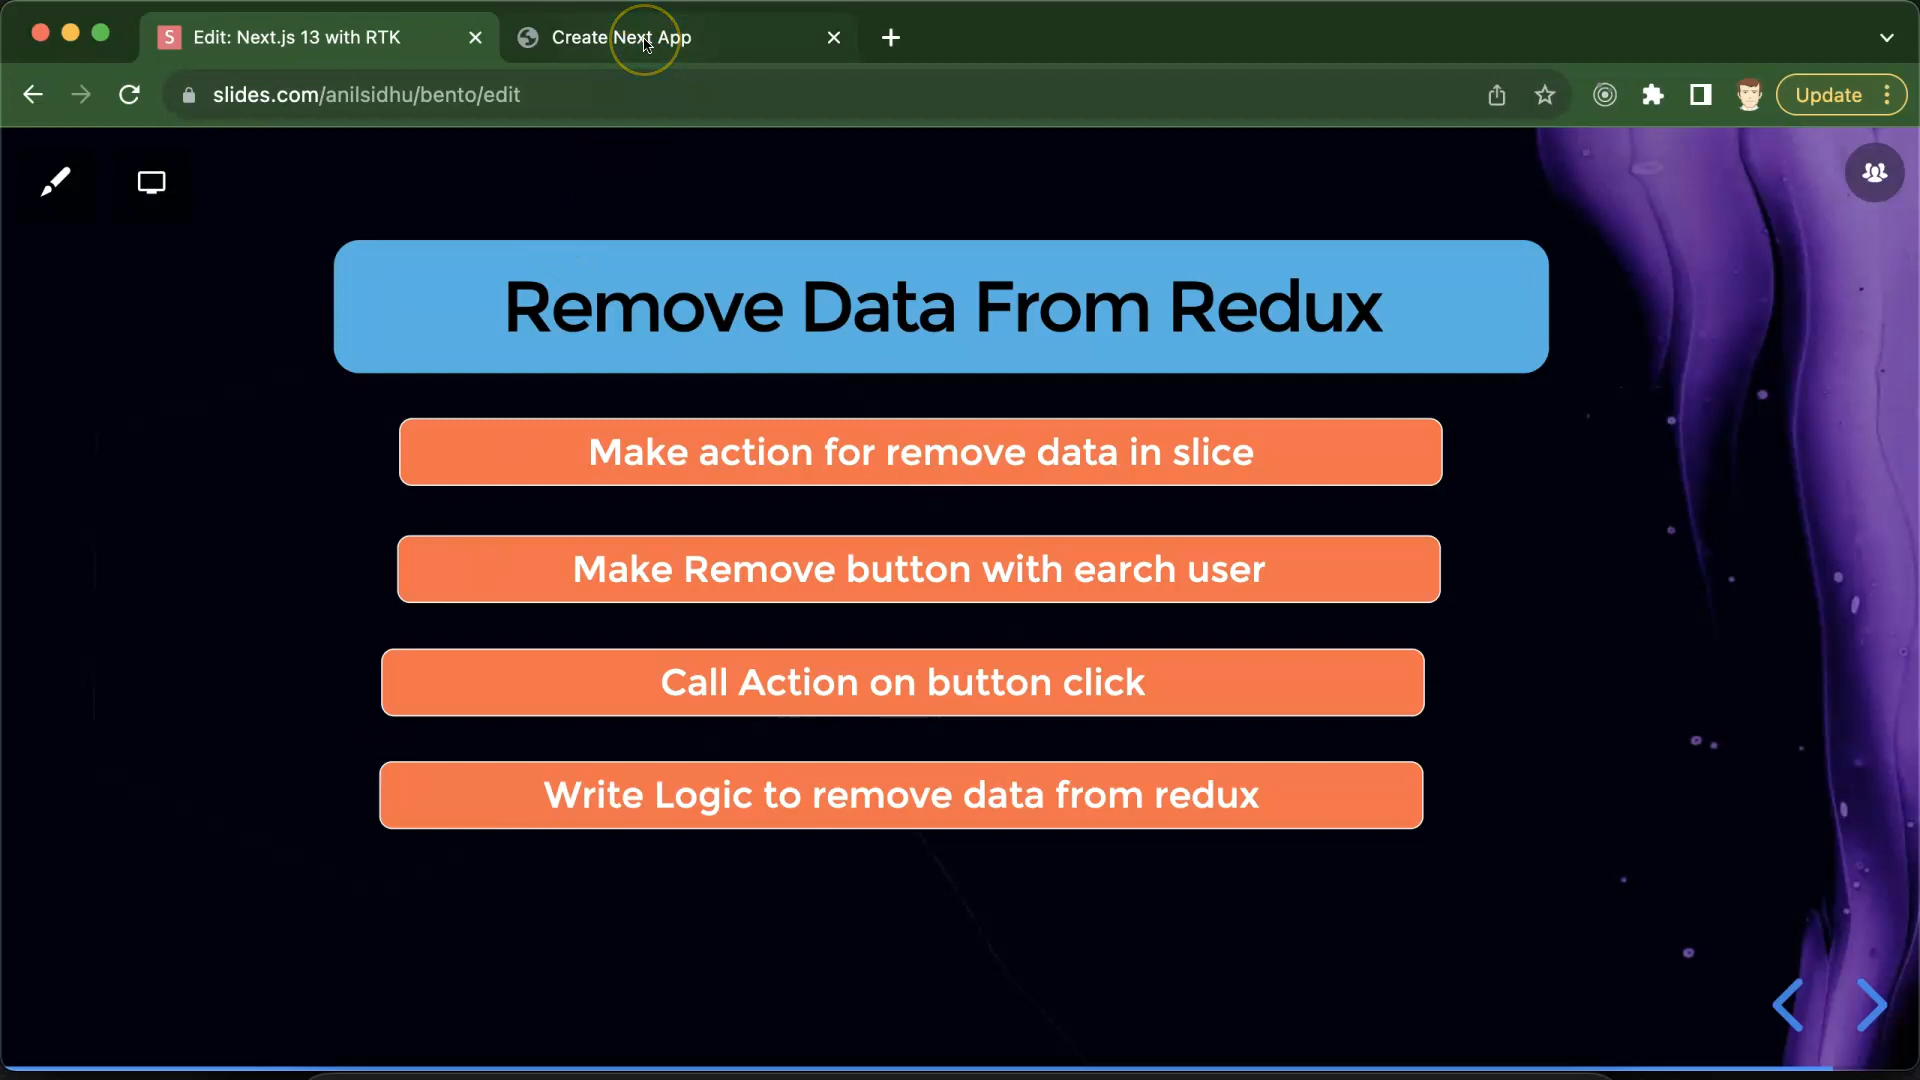 S Edit: Next.js 13 with RTK
Create Next App
slides.com/anilsidhu/bento/edit
Update
Remove Data From Redux
Make action for remove data in slice
Make Remove button with earch user
Call Action on button click
Write Logic to remove data from redux